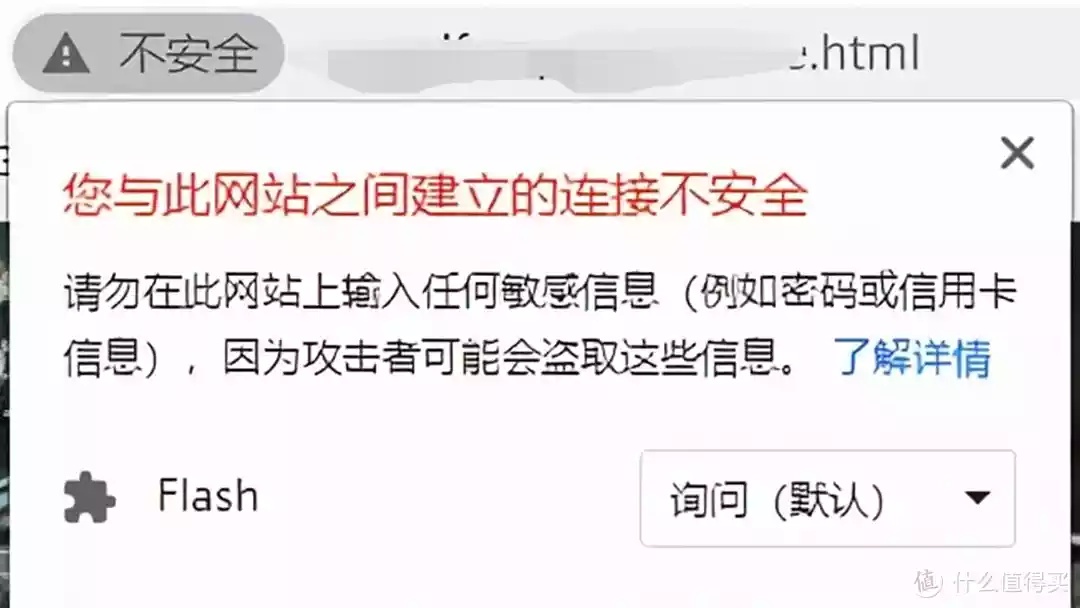 不安全 .html
您与此网站之间建立的连接不安全
请勿在此网站上输入任何敏感信息（例如密码或信用卡
信息），因为攻击者可能会盗取这些信息。 了解详情
Flash 询问（默认）
值 什么值得买